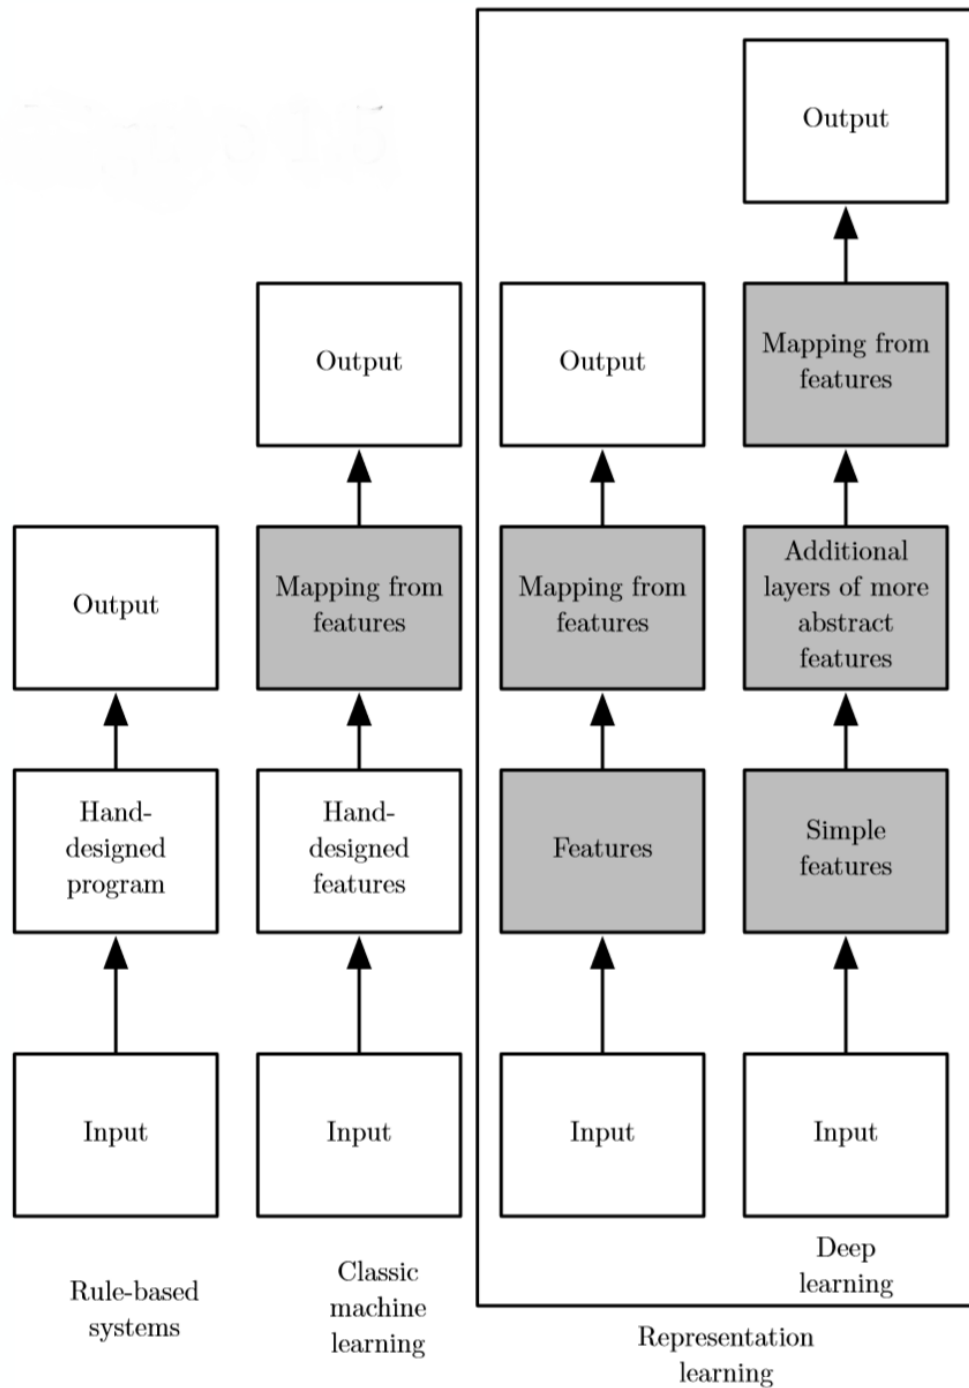 Output
Output
Output
Mapping from
features
Output
Mapping from
features
Mapping from
features
Additional
layers of more
abstract
features
Hand-
designed
program
Hand-
designed
features
Features
Simple
features
Input
Input
Input
Input
Rule-based
systems
Classic
machine
learning
Deep
learning
Representation
learning